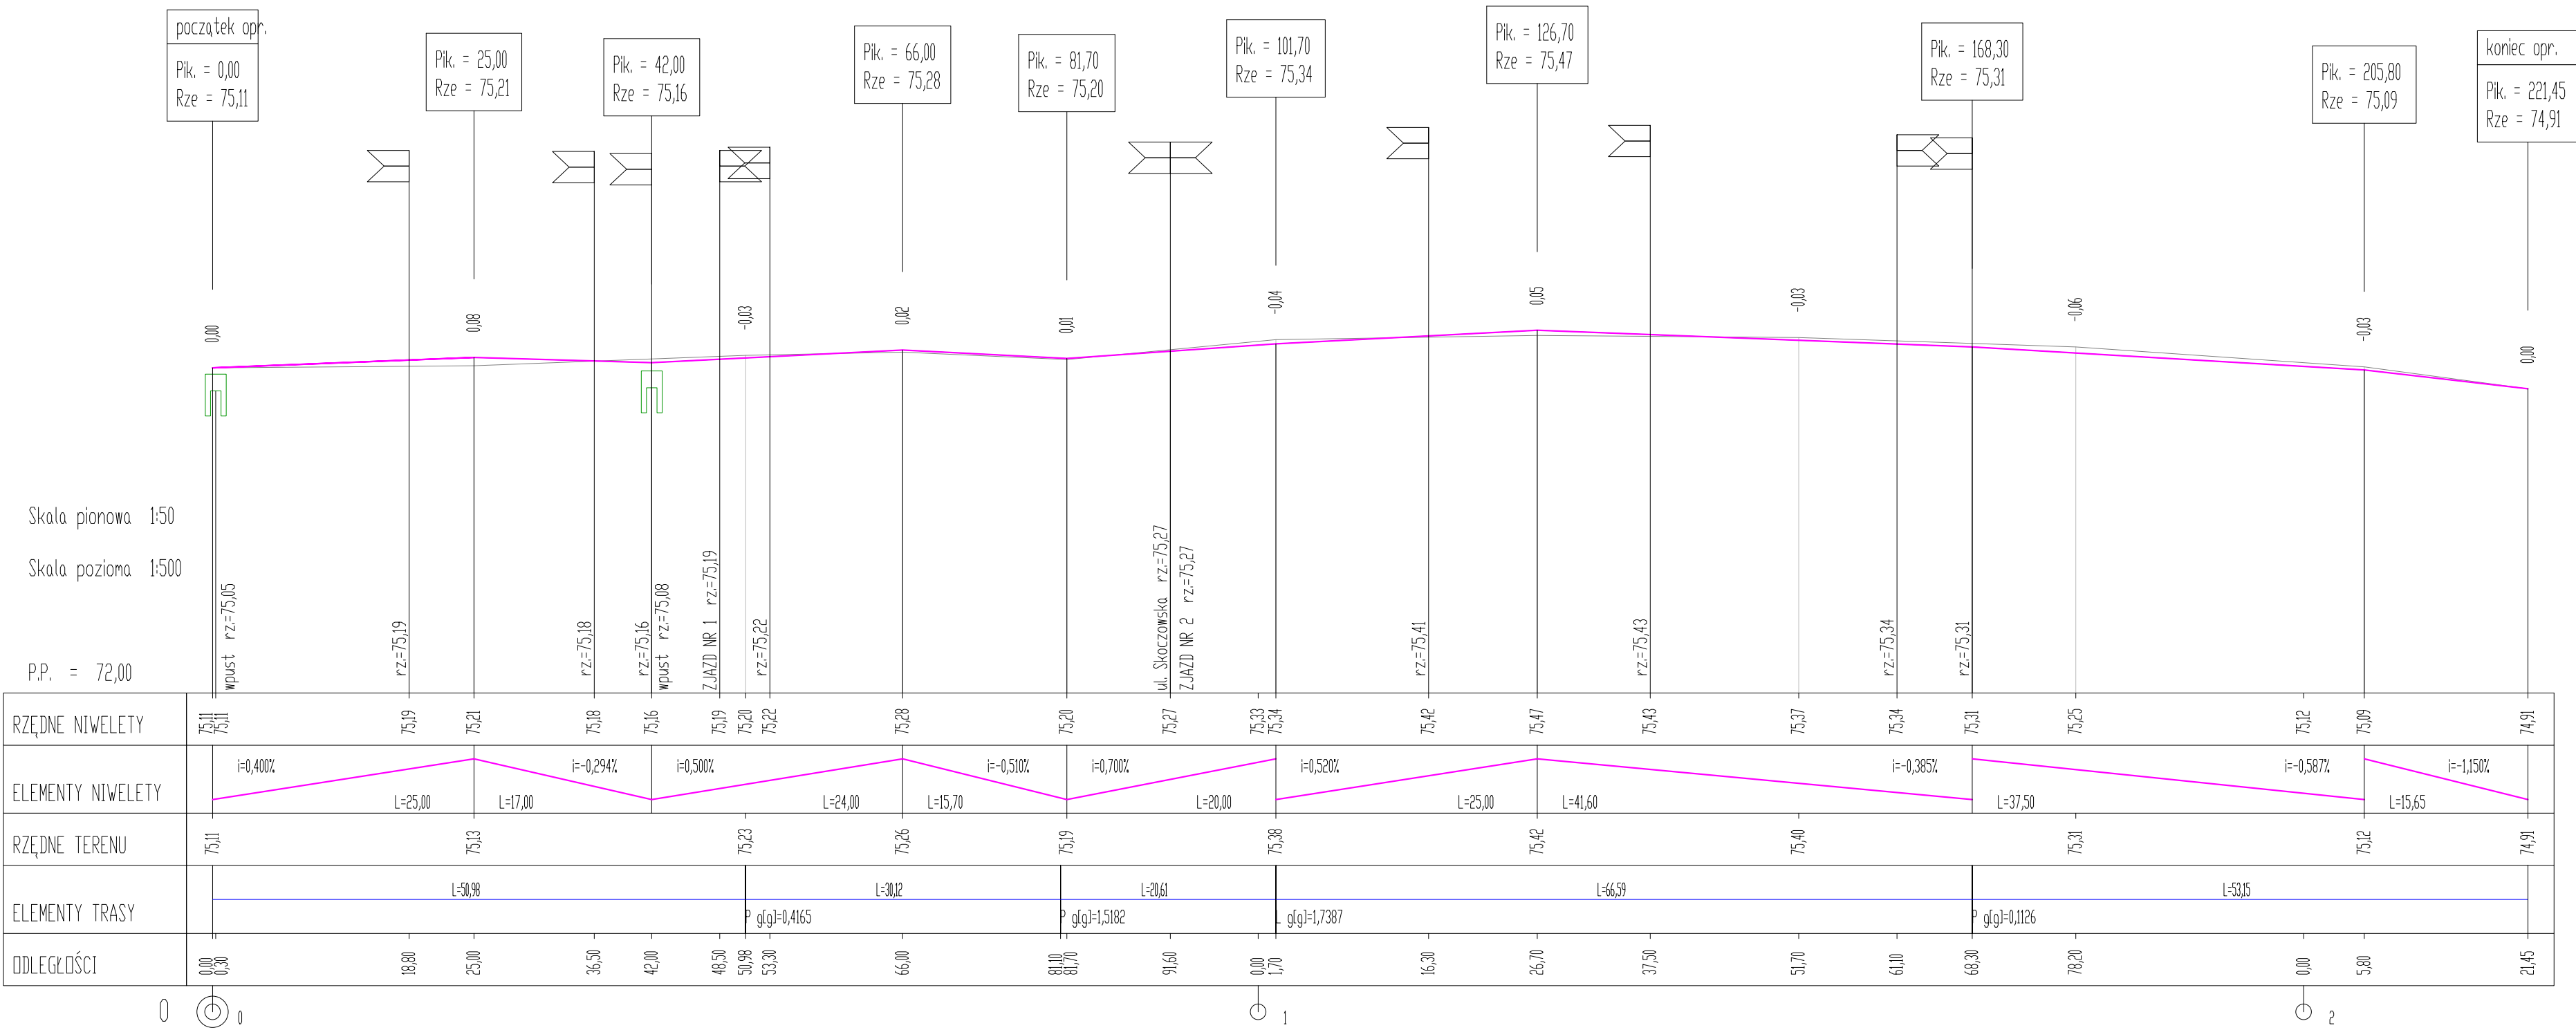 początek opr.
Pik. = 0,00
Rze = 75,11
Pik. = 25,00
Rze = 75,21
Pik. = 42,00
Rze = 75,16
Pik. = 66,00
Rze = 75,28
Pik. = 81,70
Rze = 75,20
Pik. = 101,70
Rze = 75,34
Pik. = 126,70
Rze = 75,47
Pik. = 168,30
Rze = 75,31
Pik. = 205,80
Rze = 75,09
koniec opr.
Pik. = 221,45
Rze = 74,91
0,00
0,08
-0,03
0,02
0,01
-0,04
0,05
-0,03
-0,06
-0,03
0,00
Skala pionowa 1:50
Skala pozioma 1:500
P.P. = 72,00
wpust rz.=75,05
rz.=75,19
rz.=75,18
rz.=75,16
wpust rz.=75,08
ZJAZD NR 1 rz.=75,19
rz.=75,22
ul. Skoczowska rz.=75,27
ZJAZD NR 2 rz.=75,27
rz.=75,41
rz.=75,43
rz.=75,34
rz.=75,31
RZĘDNE NIWELETY
75,11
75,11
75,19
75,21
75,18
75,16
75,19
75,20
75,22
75,28
75,20
75,27
75,33
75,34
75,42
75,47
75,43
75,37
75,34
75,31
75,25
75,12
75,09
74,91
ELEMENTY NIWELETY
i=0,400%
L=25,00
i=-0,294%
L=17,00
i=0,500%
L=24,00
i=-0,510%
L=15,70
i=0,700%
L=20,00
i=0,520%
L=25,00
i=-0,385%
L=41,60
i=-0,587%
L=37,50
i=-1,150%
L=15,65
RZĘDNE TERENU
75,11
75,13
75,23
75,26
75,19
75,38
75,42
75,40
75,31
75,12
74,91
ELEMENTY TRASY
L=50,98
L=30,12
L=20,61
L=66,59
L=53,15
P g[g]=0,4165
P g[g]=1,5182
L g[g]=1,7387
P g[g]=0,1126
ODLEGŁOŚCI
0,00
0,30
18,80
25,00
36,50
42,00
48,50
50,98
53,30
66,00
81,10
81,70
91,60
0,00
1,70
16,30
26,70
37,50
51,70
61,10
68,30
78,20
0,00
5,80
21,45
0
0
1
2